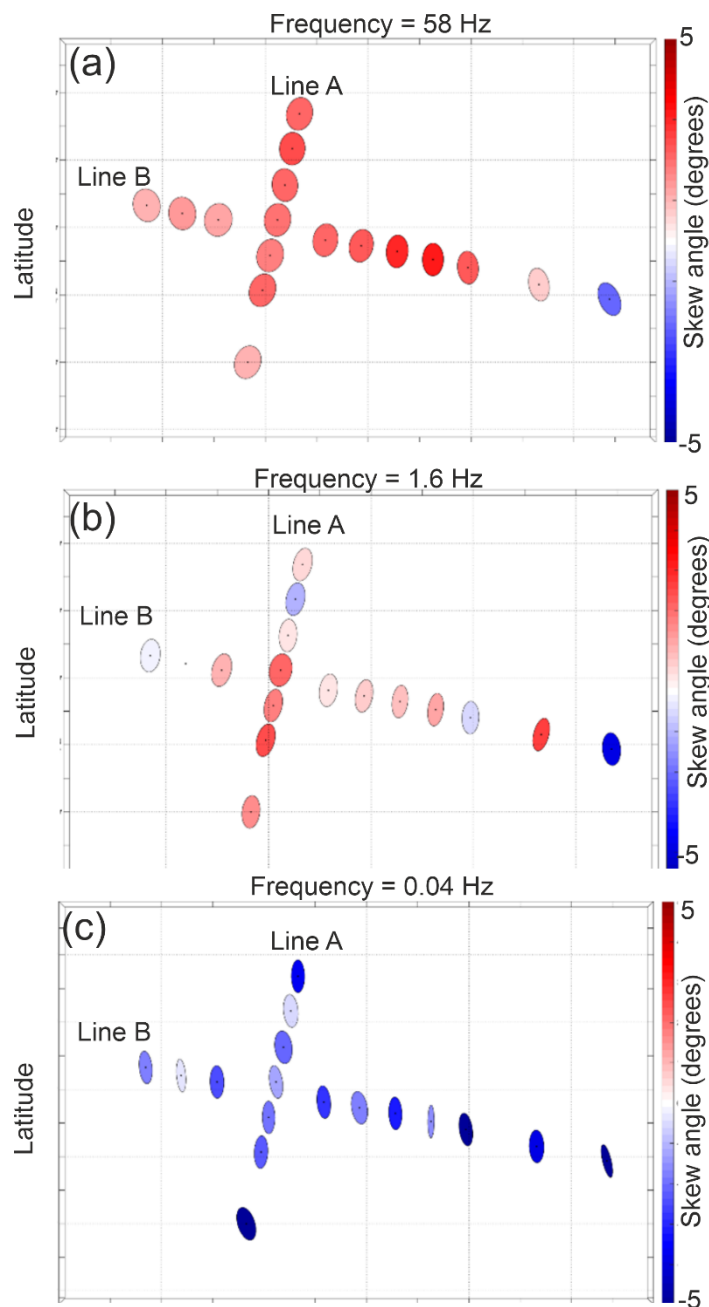 Frequency = 58 Hz
(a)
Line A
Line B
Latitude
5
Skew angle (degrees)
-5
Frequency = 1.6 Hz
(b)
Line A
Line B
Latitude
5
Skew angle (degrees)
-5
Frequency = 0.04 Hz
(c)
Line A
Line B
Latitude
5
Skew angle (degrees)
-5